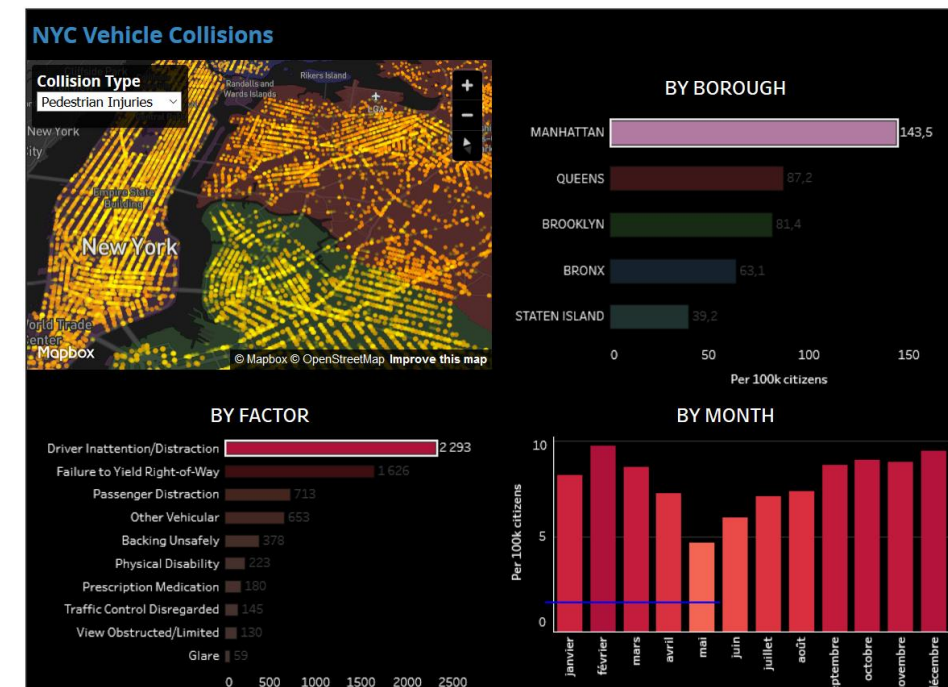 NYC Vehicle Collisions
Collision Type
Pedestrian Injuries
Randalls and
Wards Islands
Rikers Island
LGA
New York
City
Empire State
Building
New York
World Trade
Center
Mapbox
© Mapbox © OpenStreetMap Improve this map
+
−
BY BOROUGH
MANHATTAN 143,5
QUEENS 87,2
BROOKLYN 81,4
BRONX 63,1
STATEN ISLAND 39,2
0 50 100 150
Per 100k citizens
BY FACTOR
Driver Inattention/Distraction 2 293
Failure to Yield Right-of-Way 1 626
Passenger Distraction 713
Other Vehicular 653
Backing Unsafely 378
Physical Disability 223
Prescription Medication 180
Traffic Control Disregarded 145
View Obstructed/Limited 130
Glare 59
0 500 1000 1500 2000 2500
BY MONTH
Per 100k citizens
10
5
0
janvier
février
mars
avril
mai
juin
juillet
août
eptembre
octobre
ovembre
écembre